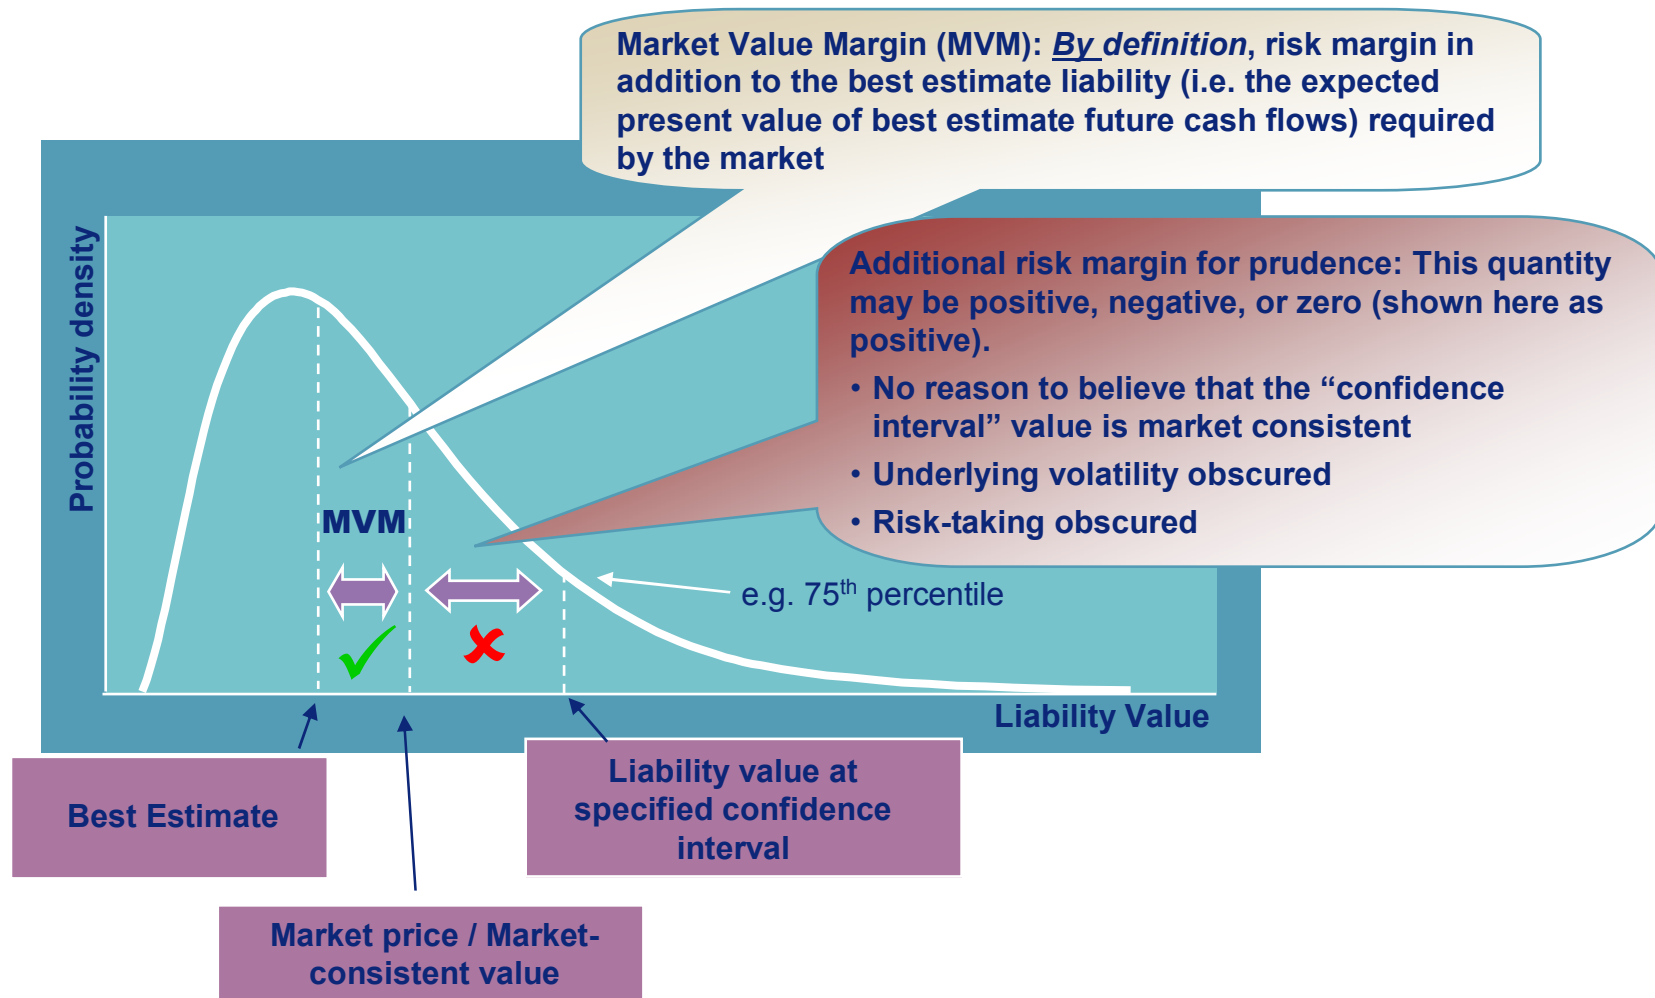 Market Value Margin (MVM): By definition, risk margin in
addition to the best estimate liability (i.e. the expected
present value of best estimate future cash flows) required
by the market
Additional risk margin for prudence: This quantity
may be positive, negative, or zero (shown here as
positive).
• No reason to believe that the “confidence
interval” value is market consistent
• Underlying volatility obscured
• Risk-taking obscured
Probability density
MVM
e.g. 75th percentile
Liability Value
Best Estimate
Liability value at
specified confidence
interval
Market price / Market-
consistent value